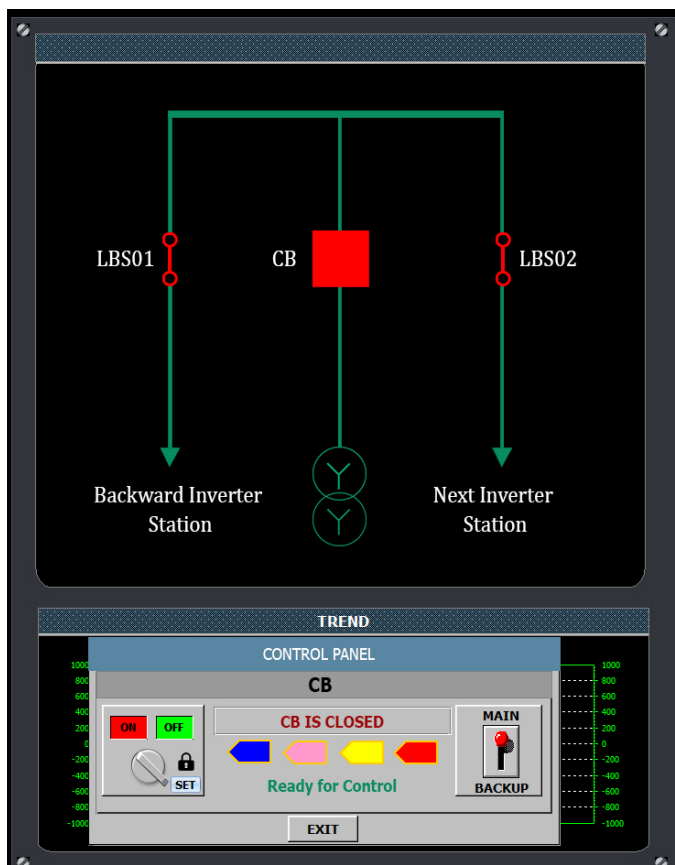 LBS01
CB
LBS02
Backward Inverter
Station
Next Inverter
Station
TREND
CONTROL PANEL
CB
ON
OFF
SET
CB IS CLOSED
Ready for Control
MAIN
BACKUP
EXIT
1000
800
600
400
200
0
-200
-400
-600
-800
-1000
1000
800
600
400
200
0
-200
-400
-600
-800
-1000